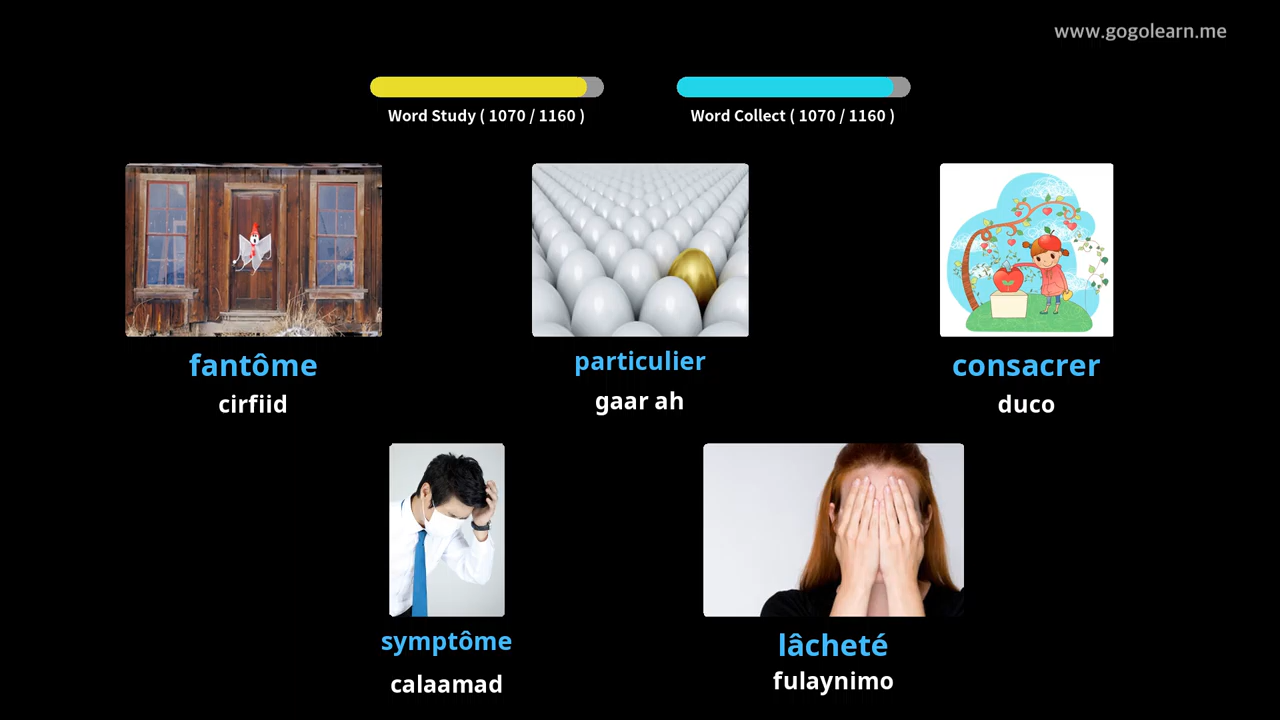 www.gogolearn.me
Word Study ( 1070 / 1160 )
Word Collect ( 1070 / 1160 )
fantôme
cirfiid
particulier
gaar ah
consacrer
duco
symptôme
calaamad
lâcheté
fulaynimo